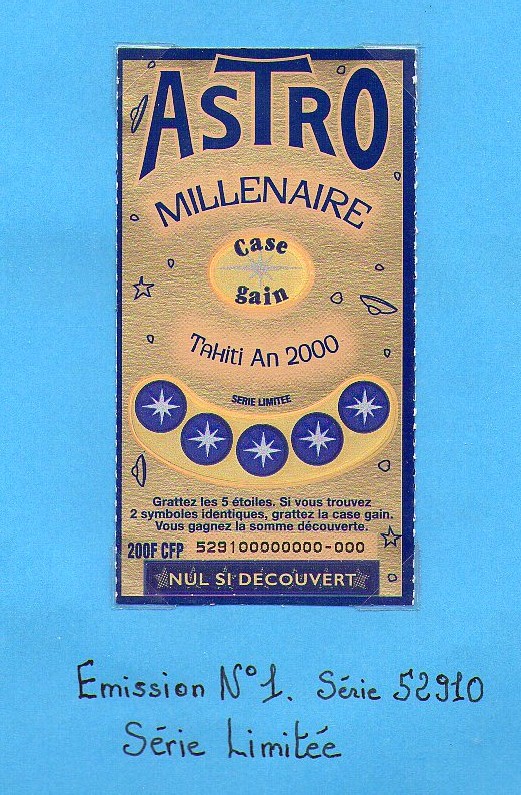 ASTRO
MILLENAIRE
Case
gain
TAHiTi An 2000
SERIE LIMITEE
Grattez les 5 étoiles. Si vous trouvez
2 symboles identiques, grattez la case gain.
Vous gagnez la somme découverte.
200F CFP 529100000000-000
NUL SI DECOUVERT
Emission N°1. Série 52910
Série Limitée